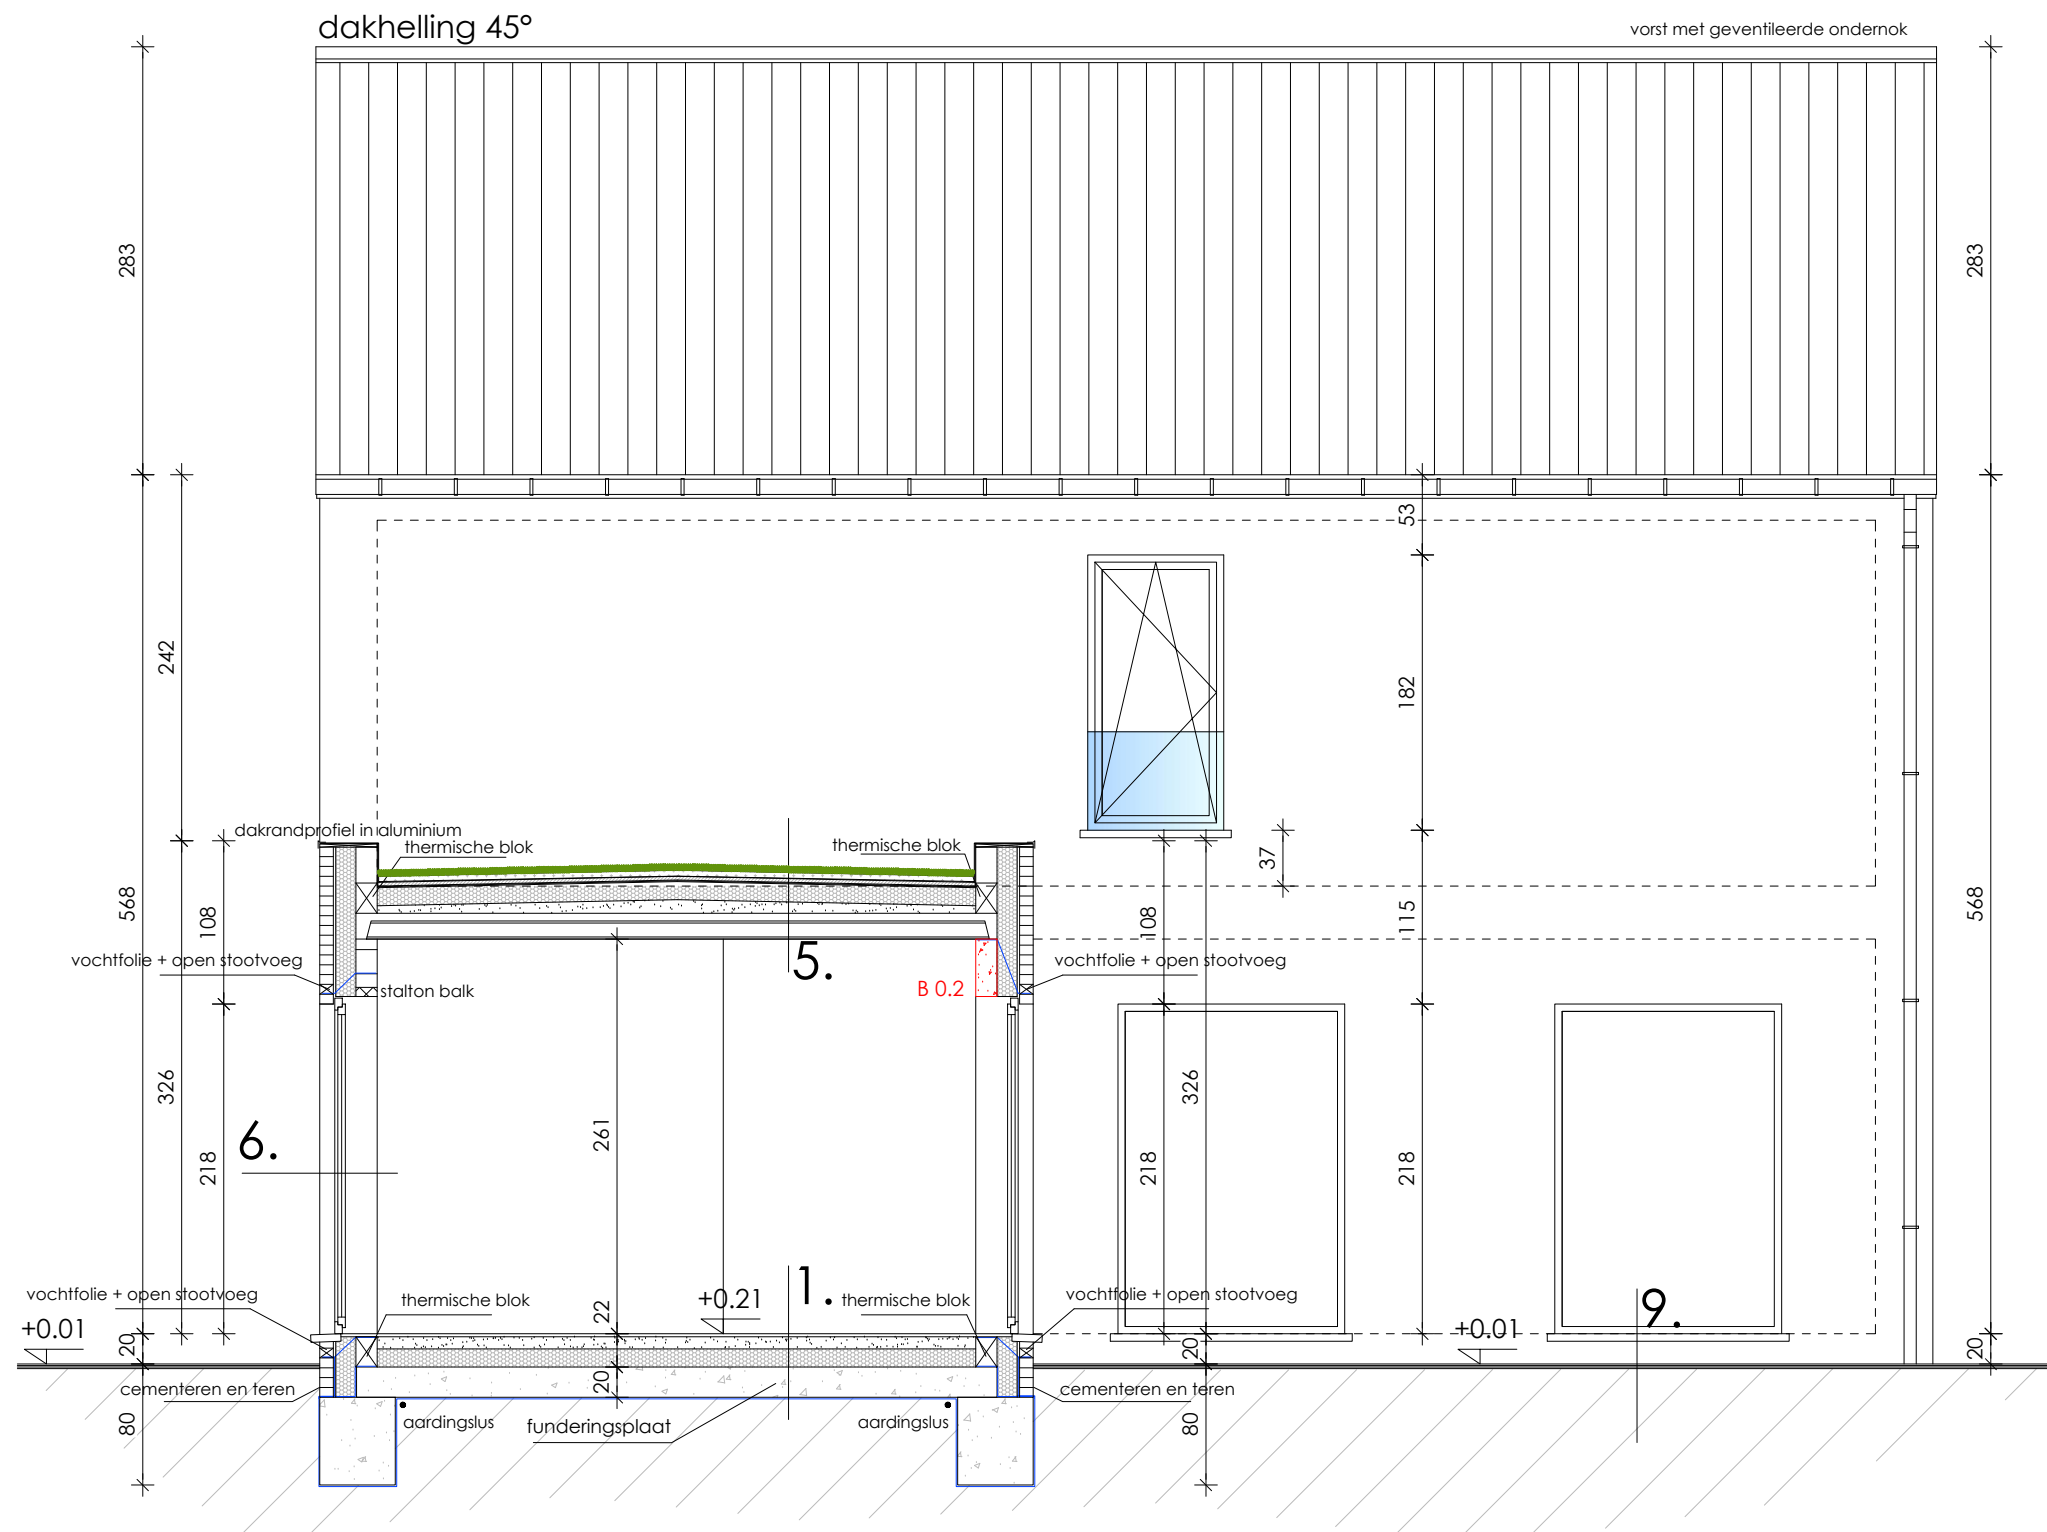 dakhelling 45°
vorst met geventileerde ondernok
283
283
53
242
182
dakrandprofiel in aluminium
thermische blok
thermische blok
37
568
108
108
115
568
5.
vochtfolie + open stootvoeg
vochtfolie + open stootvoeg
stalton balk
B 0.2
326
326
261
6.
218
218
218
1.
9.
vochtfolie + open stootvoeg
thermische blok
+0.21
thermische blok
vochtfolie + open stootvoeg
22
+0.01
+0.01
20
20
20
20
cementeren en teren
cementeren en teren
80
aardingslus
funderingsplaat
aardingslus
80